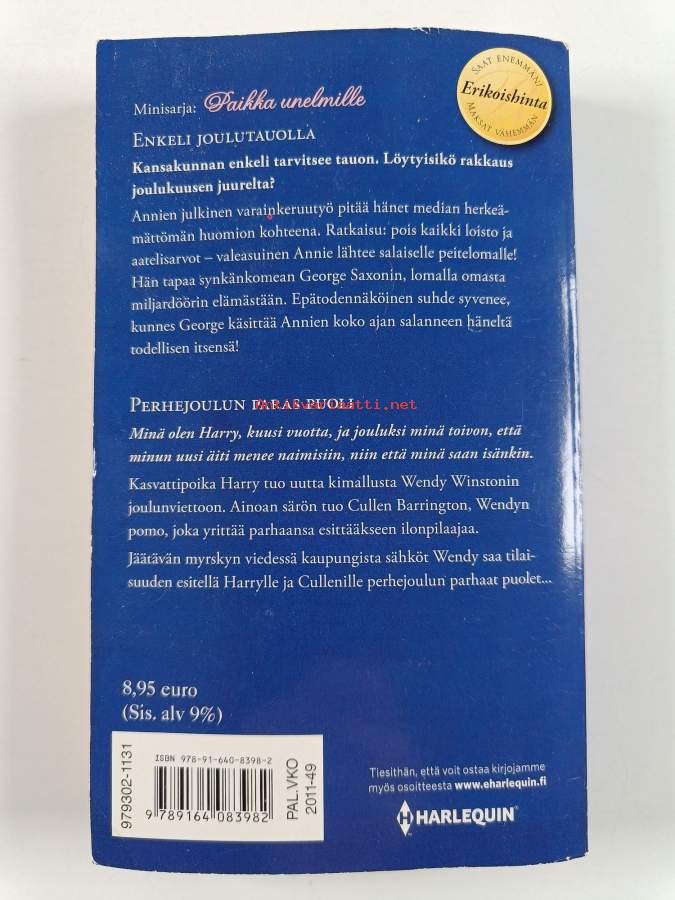 SAAT ENEMMÄN!
Erikoishinta
MAKSAT VÄHEMMÄN
Minisarja: Paikka unelmille
ENKELI JOULUTAUOLLA
Kansakunnan enkeli tarvitsee tauon. Löytyisikö rakkaus
joulukuusen juurelta?
Annien julkinen varainkeruutyö pitää hänet median herkeä-
mättömän huomion kohteena. Ratkaisu: pois kaikki loisto ja
aatelisarvot – valeasuinen Annie lähtee salaiselle peitelomalle!
Hän tapaa synkänkomean George Saxonin, lomalla omasta
miljardöörin elämästään. Epätodennäköinen suhde syvenee,
kunnes George käsittää Annien koko ajan salanneen häneltä
todellisen itsensä!
PERHEJOULUN PARAS PUOLI
Antikvariaatti.net
Minä olen Harry, kuusi vuotta, ja jouluksi minä toivon, että
minun uusi äiti menee naimisiin, niin että minä saan isänkin.
Kasvattipoika Harry tuo uutta kimallusta Wendy Winstonin
joulunviettoon. Ainoan särön tuo Cullen Barrington, Wendyn
pomo, joka yrittää parhaansa esittääkseen ilonpilaajaa.
Jäätävän myrskyn viedessä kaupungista sähköt Wendy saa tilai-
suuden esitellä Harrylle ja Cullenille perhejoulun parhaat puolet...
8,95 euro
(Sis. alv 9%)
979302-1131
ISBN 978-91-640-8398-2
9 789164 083982
PAL.VKO
2011-49
Tiesithän, että voit ostaa kirjojamme
myös osoitteesta www.eharlequin.fi
HARLEQUIN